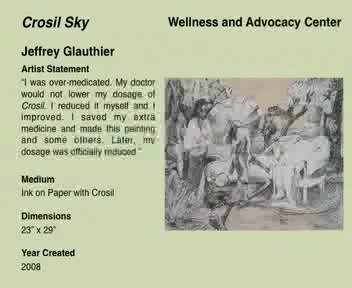 Crosil Sky
Wellness and Advocacy Center
Jeffrey Glauthier
Artist Statement
“I was over-medicated. My doctor
would not lower my dosage of
Crosil. I reduced it myself and I
improved. I saved my extra
medicine and made this painting
and some others. Later, my
dosage was officially reduced.”
Medium
Ink on Paper with Crosil
Dimensions
23” x 29”
Year Created
2008